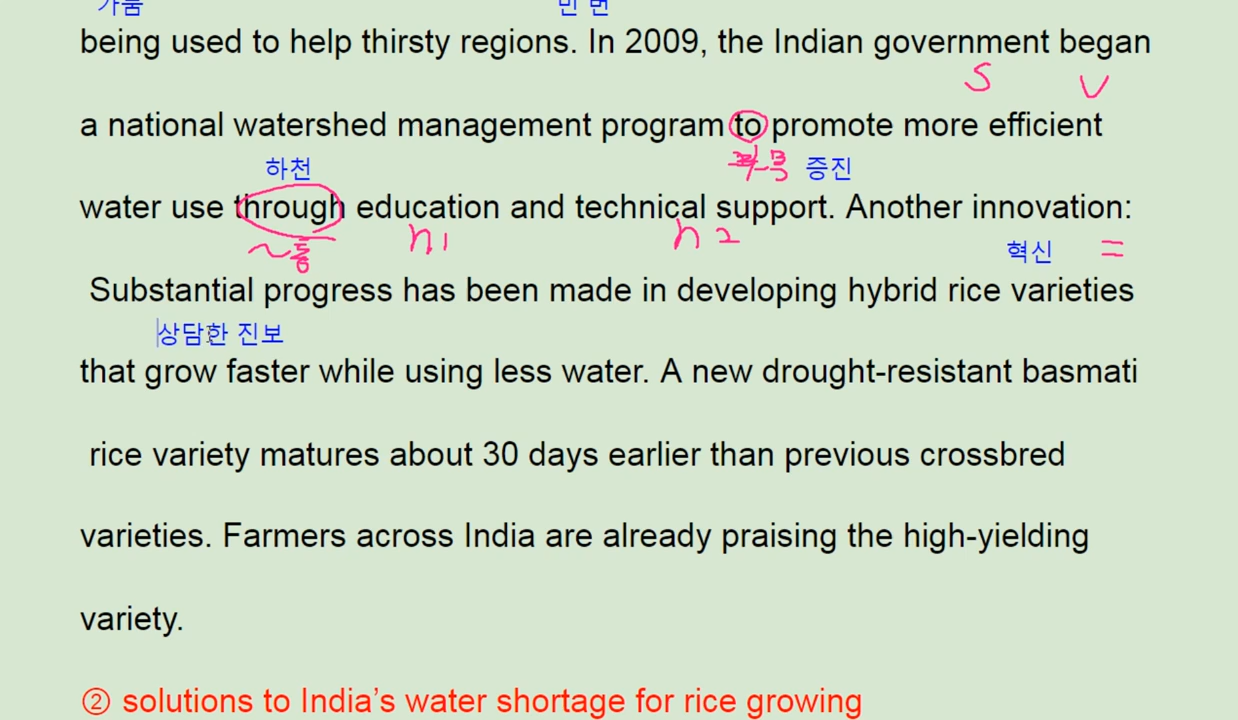 가뭄 빈 번
being used to help thirsty regions. In 2009, the Indian government began
S V
a national watershed management program to promote more efficient
하천 증진
water use through education and technical support. Another innovation:
~통 n1 n2 혁신 =
Substantial progress has been made in developing hybrid rice varieties
상담한 진보
that grow faster while using less water. A new drought-resistant basmati
rice variety matures about 30 days earlier than previous crossbred
varieties. Farmers across India are already praising the high-yielding
variety.
② solutions to India’s water shortage for rice growing